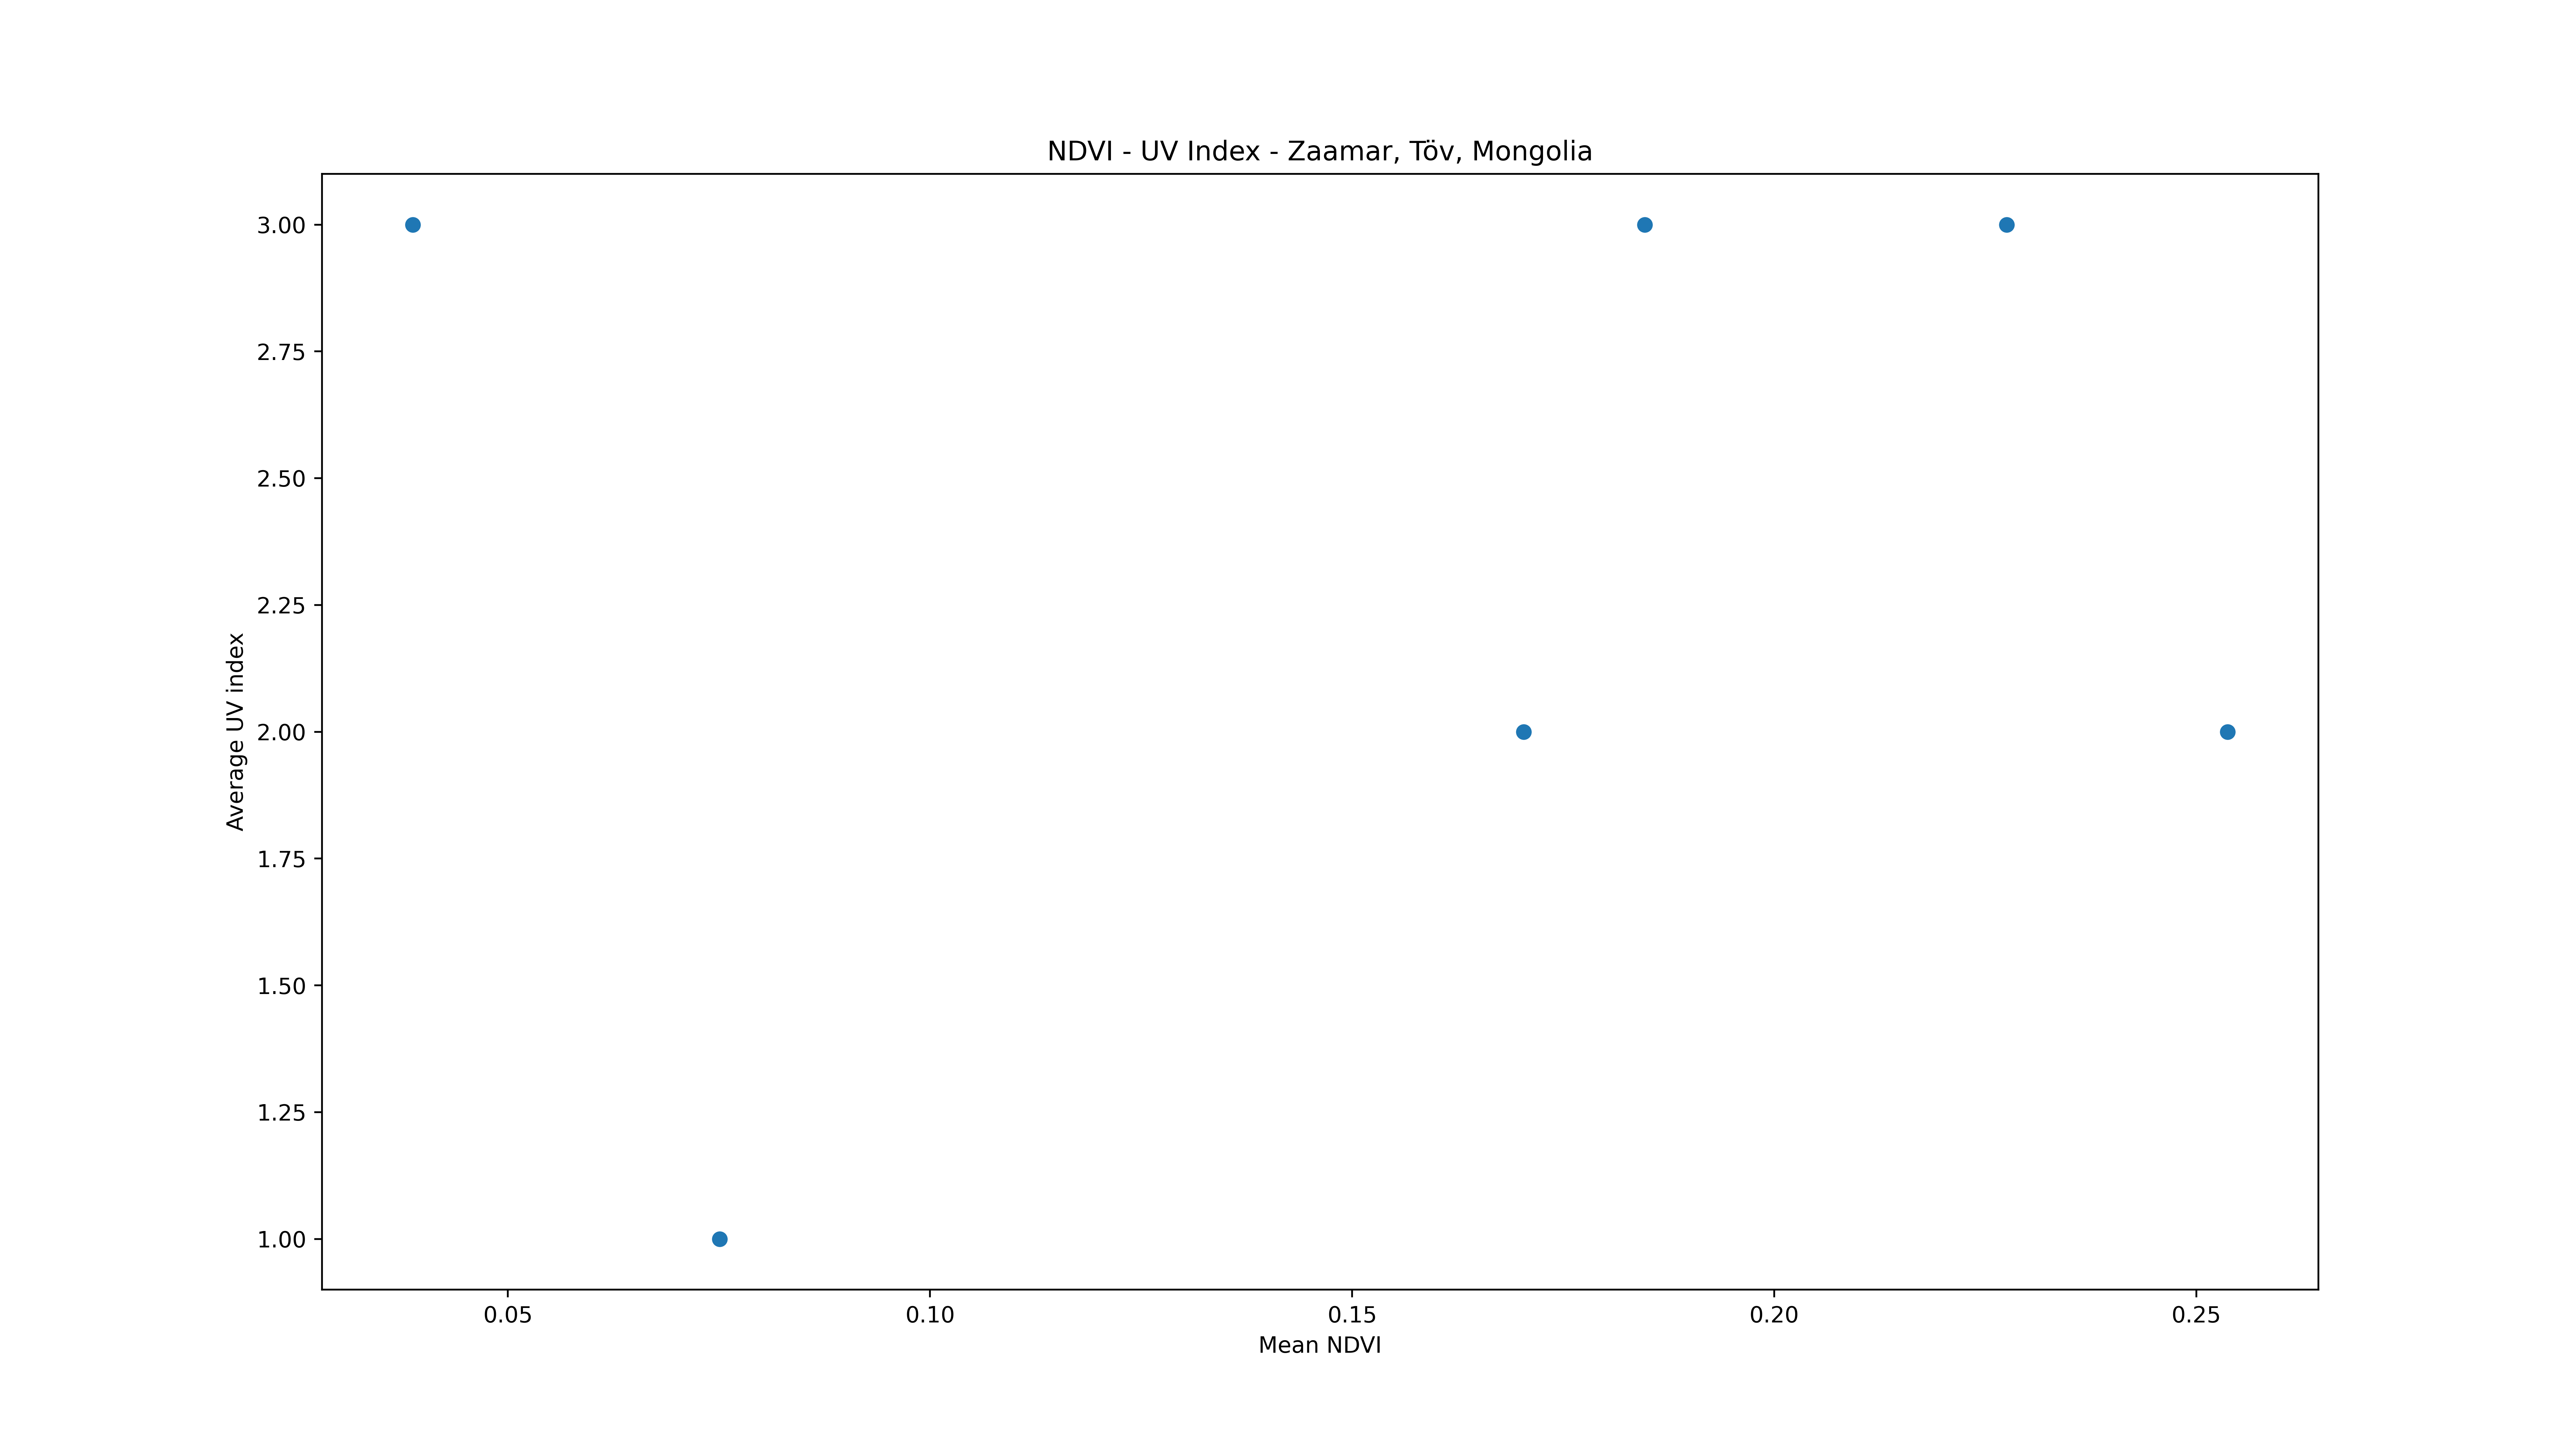 NDVI - UV Index - Zaamar, Töv, Mongolia
3.00
2.75
2.50
2.25
2.00
1.75
1.50
1.25
1.00
Average UV index
0.05 0.10 0.15 0.20 0.25
Mean NDVI